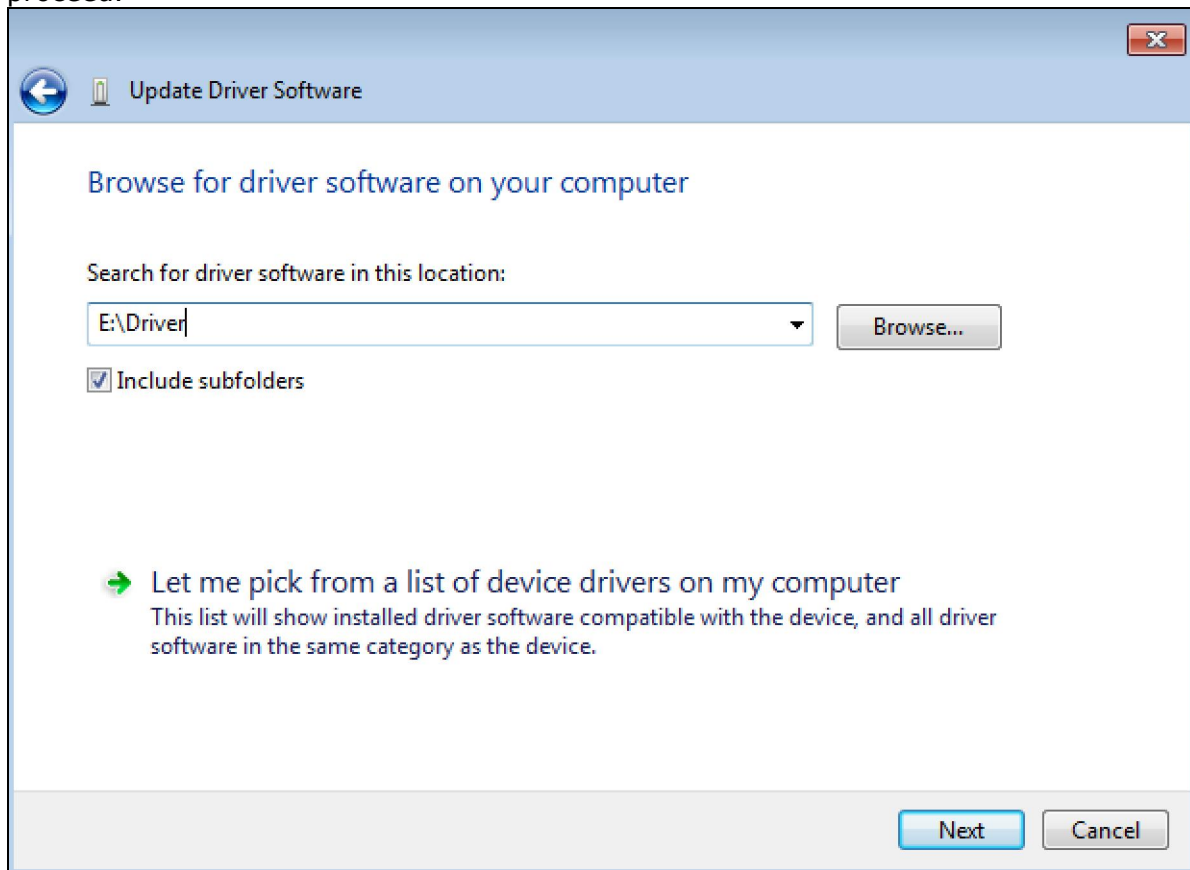 proceed.
Update Driver Software
Browse for driver software on your computer
Search for driver software in this location:
E:\Driver
Browse...
Include subfolders
Let me pick from a list of device drivers on my computer
This list will show installed driver software compatible with the device, and all driver
software in the same category as the device.
Next
Cancel